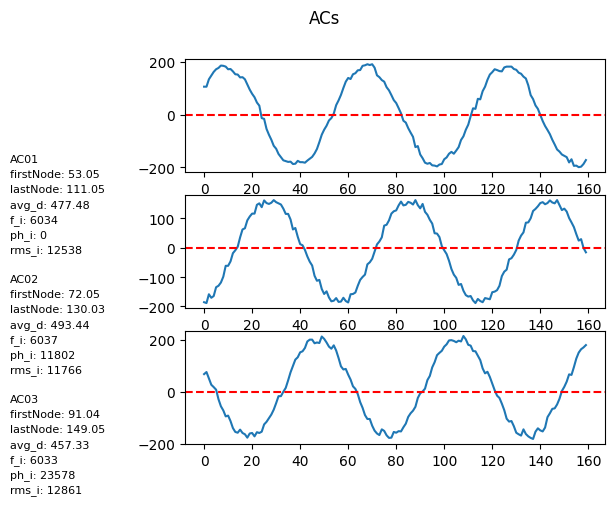 ACs
AC01
firstNode: 53.05
lastNode: 111.05
avg_d: 477.48
f_i: 6034
ph_i: 0
rms_i: 12538
AC02
firstNode: 72.05
lastNode: 130.03
avg_d: 493.44
f_i: 6037
ph_i: 11802
rms_i: 11766
AC03
firstNode: 91.04
lastNode: 149.05
avg_d: 457.33
f_i: 6033
ph_i: 23578
rms_i: 12861
200
0
−200
0 20 40 60 80 100 120 140 160
100
0
−100
−200
0 20 40 60 80 100 120 140 160
200
0
−200
0 20 40 60 80 100 120 140 160